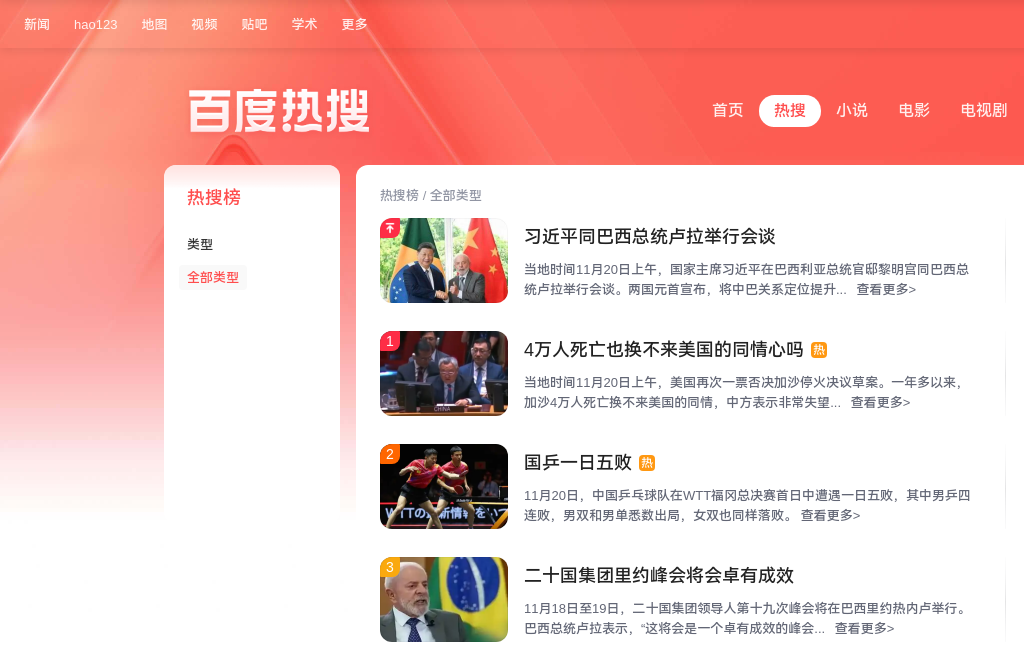 新闻 hao123 地图 视频 贴吧 学术 更多
百度热搜
首页 热搜 小说 电影 电视剧
热搜榜
类型
全部类型
热搜榜 / 全部类型
习近平同巴西总统卢拉举行会谈
当地时间11月20日上午，国家主席习近平在巴西利亚总统官邸黎明宫同巴西总
统卢拉举行会谈。两国元首宣布，将中巴关系定位提升... 查看更多>
1
CHINA
4万人死亡也换不来美国的同情心吗 热
当地时间11月20日上午，美国再次一票否决加沙停火决议草案。一年多以来，
加沙4万人死亡换不来美国的同情，中方表示非常失望... 查看更多>
2
WTTの最新情報をいつ
国乒一日五败 热
11月20日，中国乒乓球队在WTT福冈总决赛首日中遭遇一日五败，其中男乒四
连败，男双和男单悉数出局，女双也同样落败。 查看更多>
3
二十国集团里约峰会将会卓有成效
11月18日至19日，二十国集团领导人第十九次峰会将在巴西里约热内卢举行。
巴西总统卢拉表示，“这将会是一个卓有成效的峰会... 查看更多>